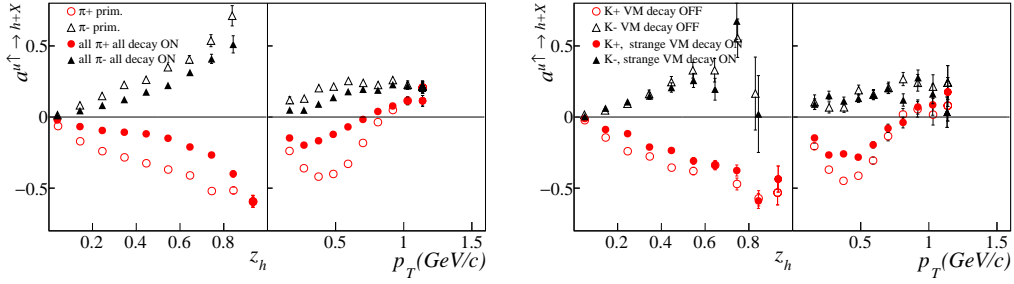 a^{u↑ → h+X}
π+ prim.
π- prim.
all π+ all decay ON
all π- all decay ON
0.5
0
−0.5
0.2 0.4 0.6 0.8
z_h
0.5 1 1.5
p_T (GeV/c)
a^{u↑ → h+X}
K+ VM decay OFF
K- VM decay OFF
K+, strange VM decay ON
K-, strange VM decay ON
0.5
0
−0.5
0.2 0.4 0.6 0.8
z_h
0.5 1 1.5
p_T (GeV/c)